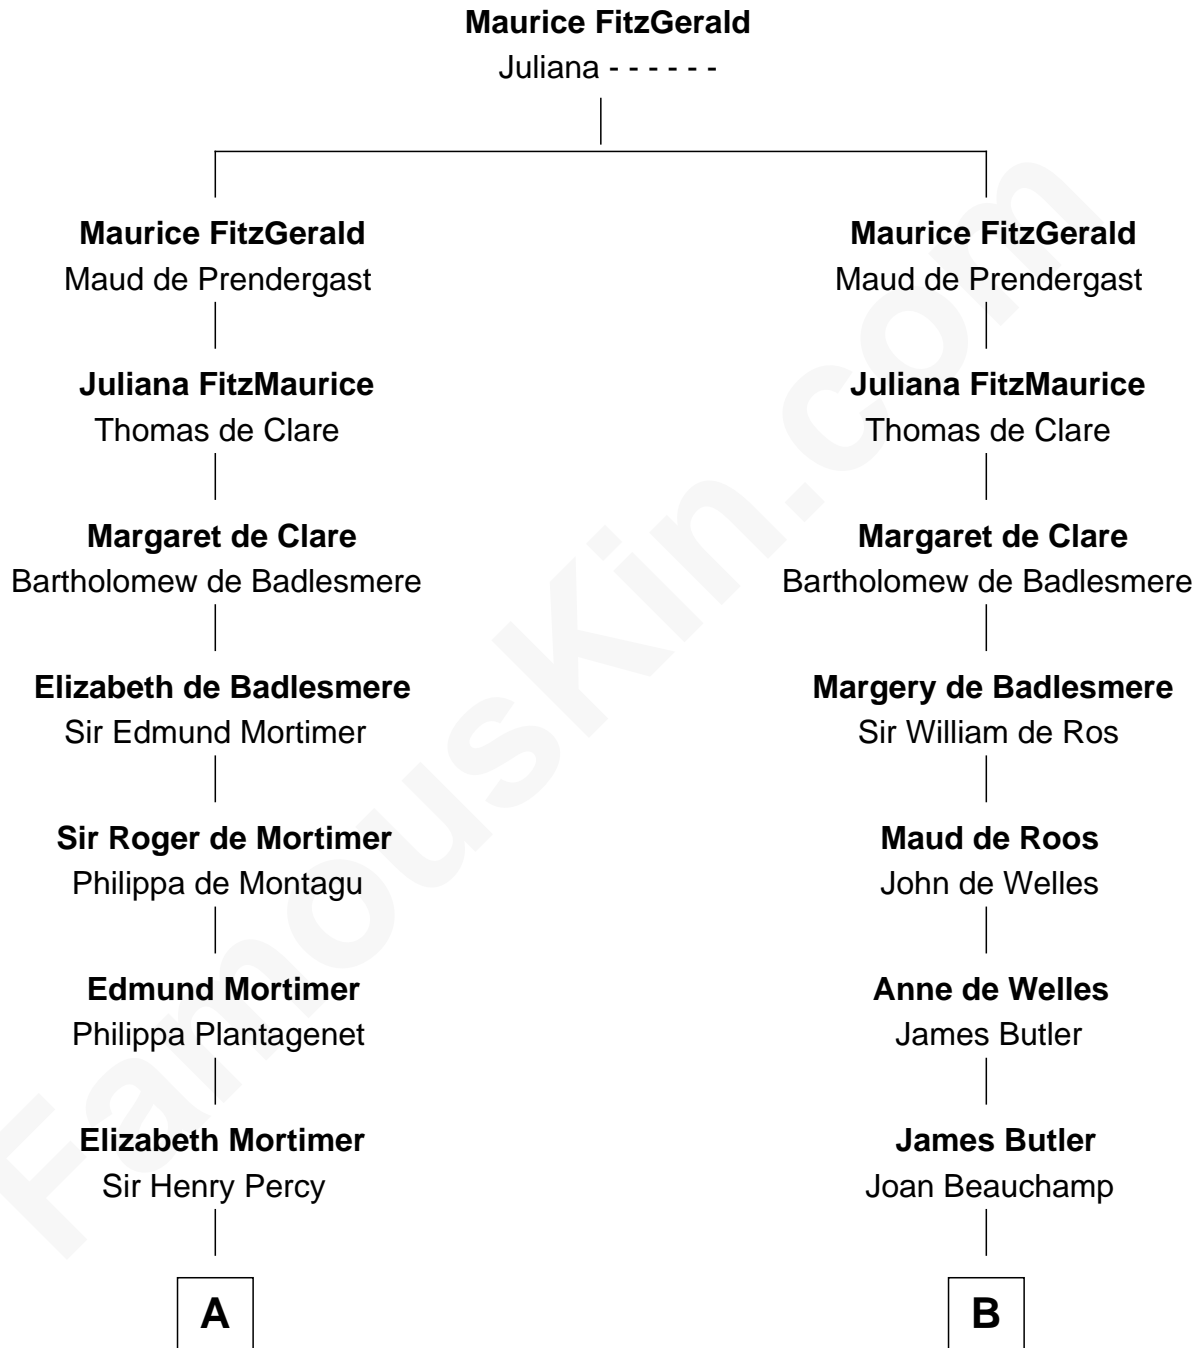 Maurice FitzGerald
Juliana - - - - - -
Maurice FitzGerald
Maud de Prendergast
Juliana FitzMaurice
Thomas de Clare
Margaret de Clare
Bartholomew de Badlesmere
Elizabeth de Badlesmere
Sir Edmund Mortimer
Sir Roger de Mortimer
Philippa de Montagu
Edmund Mortimer
Philippa Plantagenet
Elizabeth Mortimer
Sir Henry Percy
A
Maurice FitzGerald
Maud de Prendergast
Juliana FitzMaurice
Thomas de Clare
Margaret de Clare
Bartholomew de Badlesmere
Margery de Badlesmere
Sir William de Ros
Maud de Roos
John de Welles
Anne de Welles
James Butler
James Butler
Joan Beauchamp
B
FamousKin.com